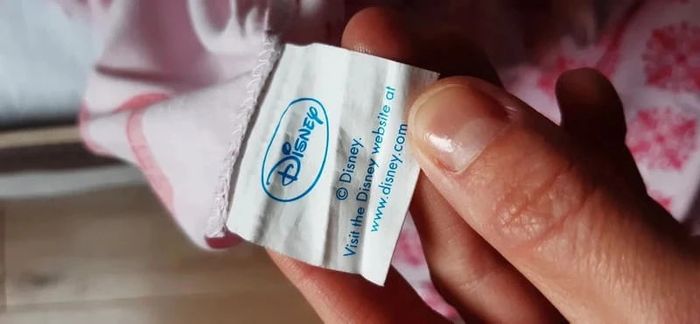 Disney
© Disney.
Visit the Disney website at
www.disney.com